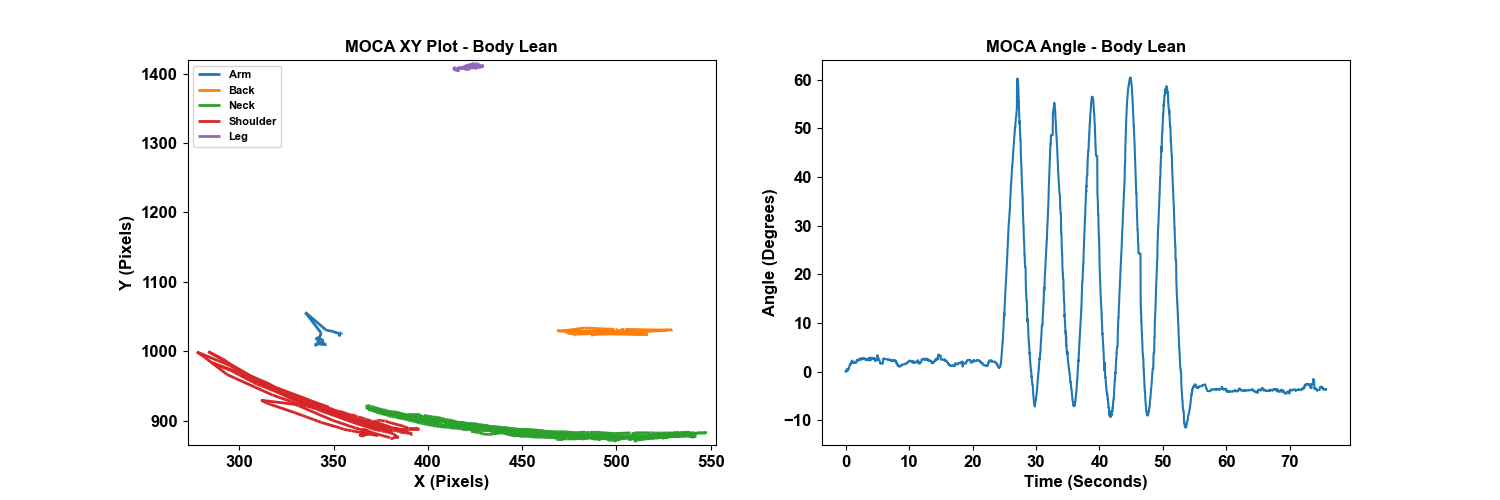 MOCA XY Plot - Body Lean
Arm
Back
Neck
Shoulder
Leg
1400
1300
1200
1100
1000
900
Y (Pixels)
300 350 400 450 500 550
X (Pixels)
MOCA Angle - Body Lean
60
50
40
30
20
10
0
−10
Angle (Degrees)
0 10 20 30 40 50 60 70
Time (Seconds)